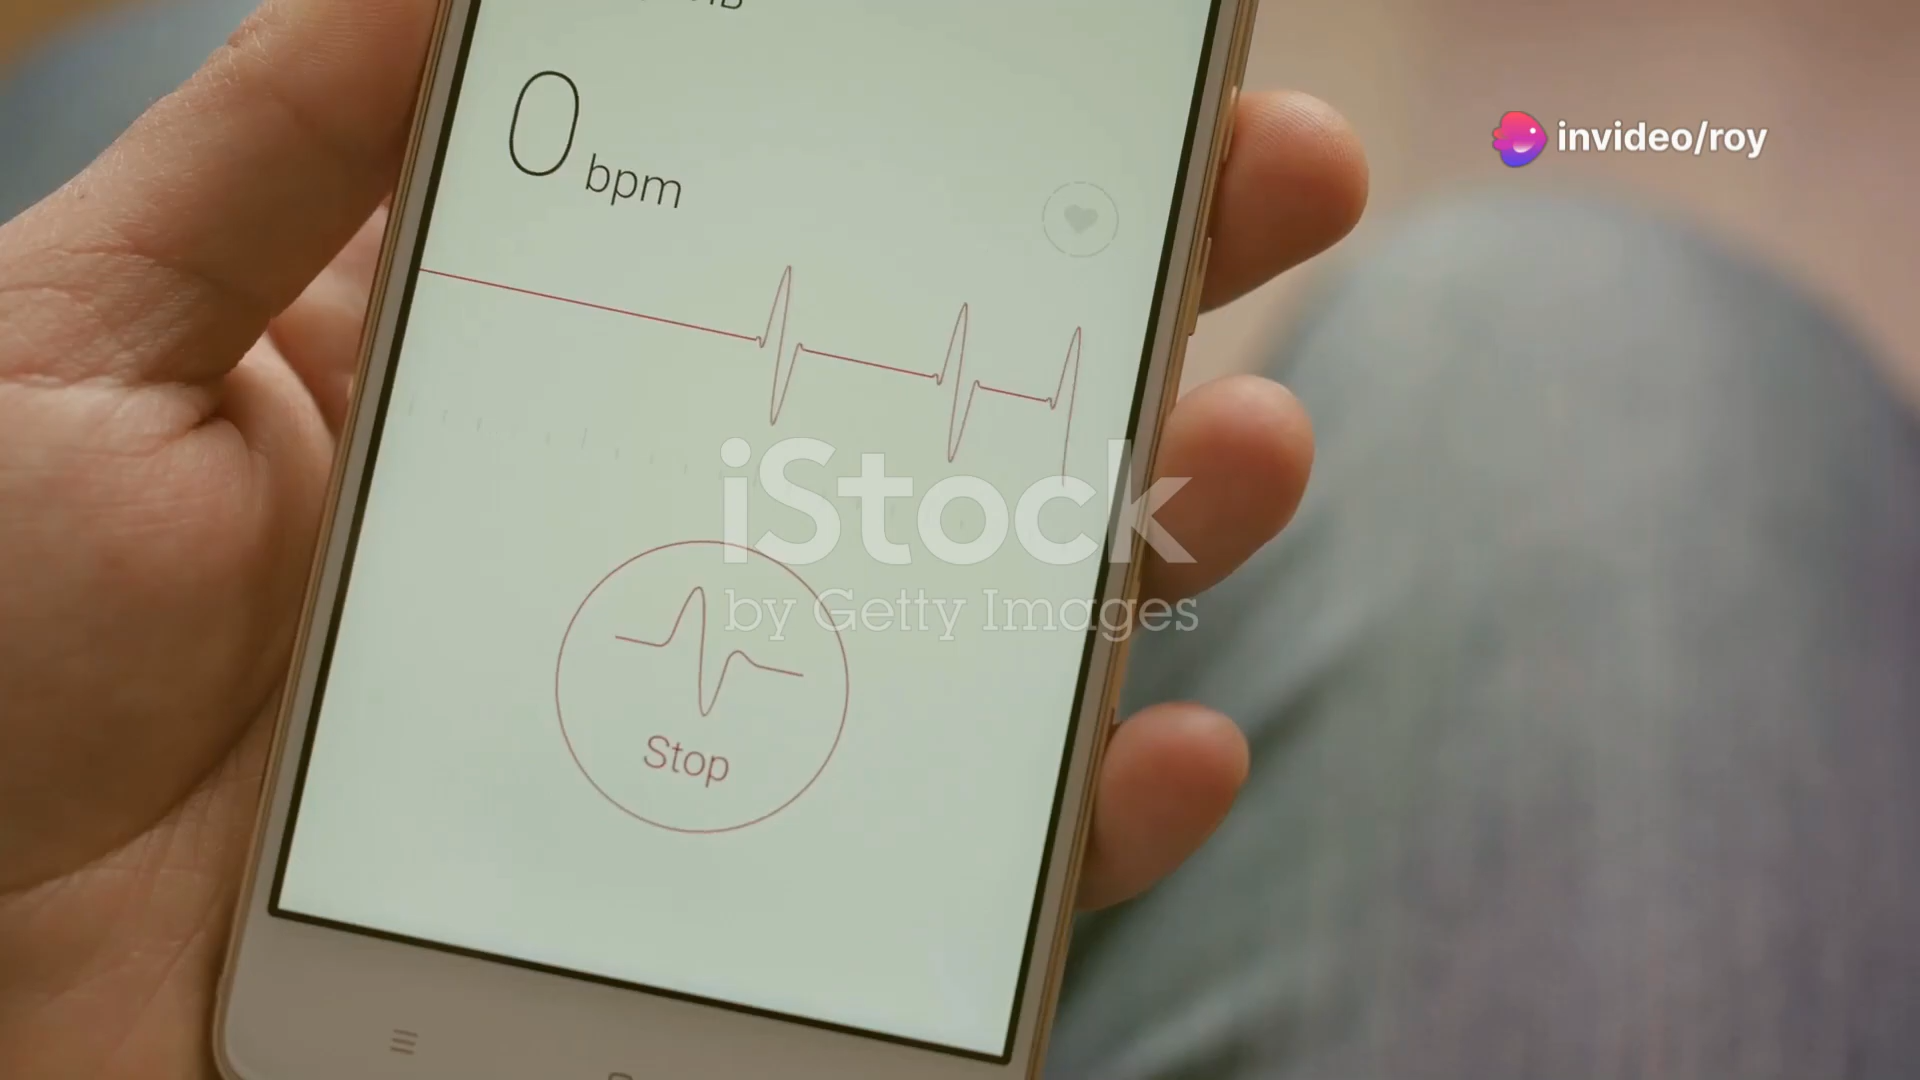 0 bpm
invideo/roy
iStock
by Getty Images
Stop